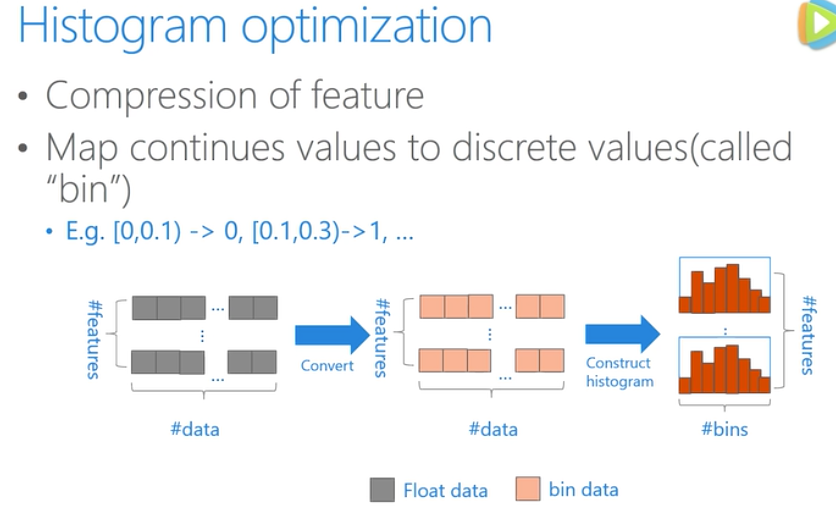 Histogram optimization
• Compression of feature
• Map continues values to discrete values(called
“bin”)
• E.g. [0,0.1) -> 0, [0.1,0.3)->1, ...
#features
...
⋮
...
#data
Convert
#features
...
⋮
...
#data
Construct
histogram
⋮
#features
#bins
Float data
bin data